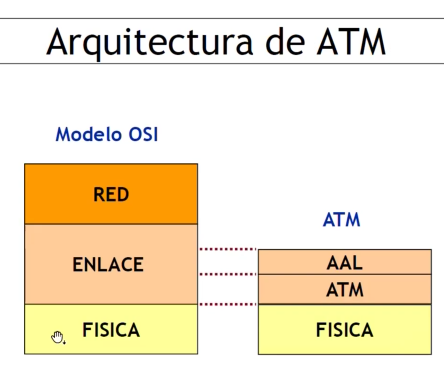 Arquitectura de ATM
Modelo OSI
RED
ENLACE
FISICA
ATM
AAL
ATM
FISICA